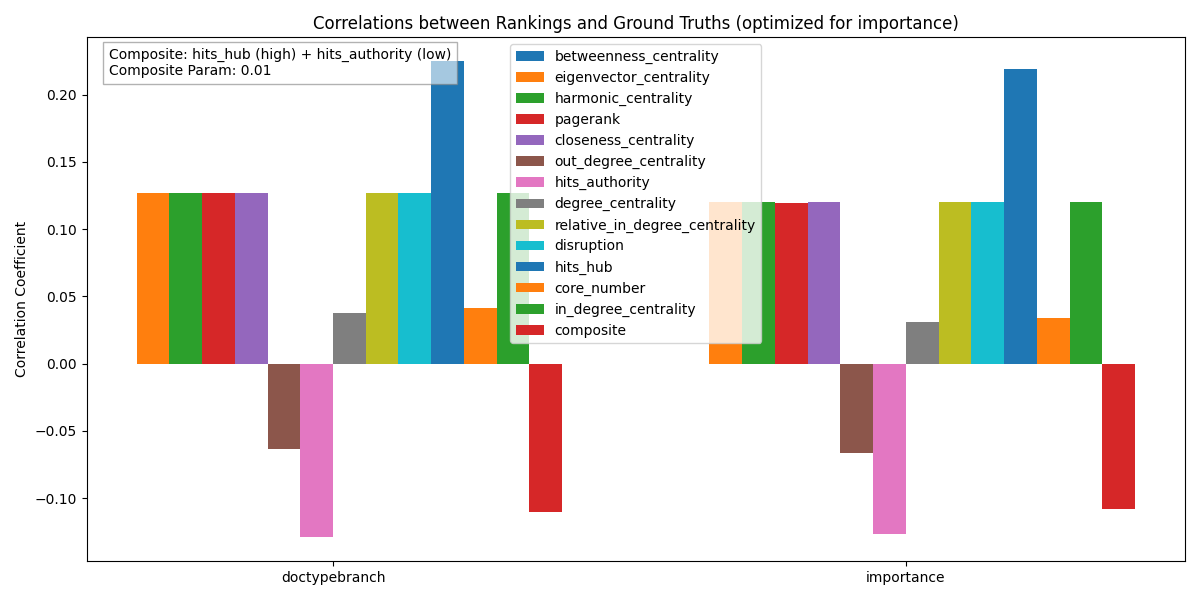 Correlations between Rankings and Ground Truths (optimized for importance)
Composite: hits_hub (high) + hits_authority (low)
Composite Param: 0.01
betweenness_centrality
eigenvector_centrality
harmonic_centrality
pagerank
closeness_centrality
out_degree_centrality
hits_authority
degree_centrality
relative_in_degree_centrality
disruption
hits_hub
core_number
in_degree_centrality
composite
Correlation Coefficient
0.20
0.15
0.10
0.05
0.00
−0.05
−0.10
doctypebranch
importance